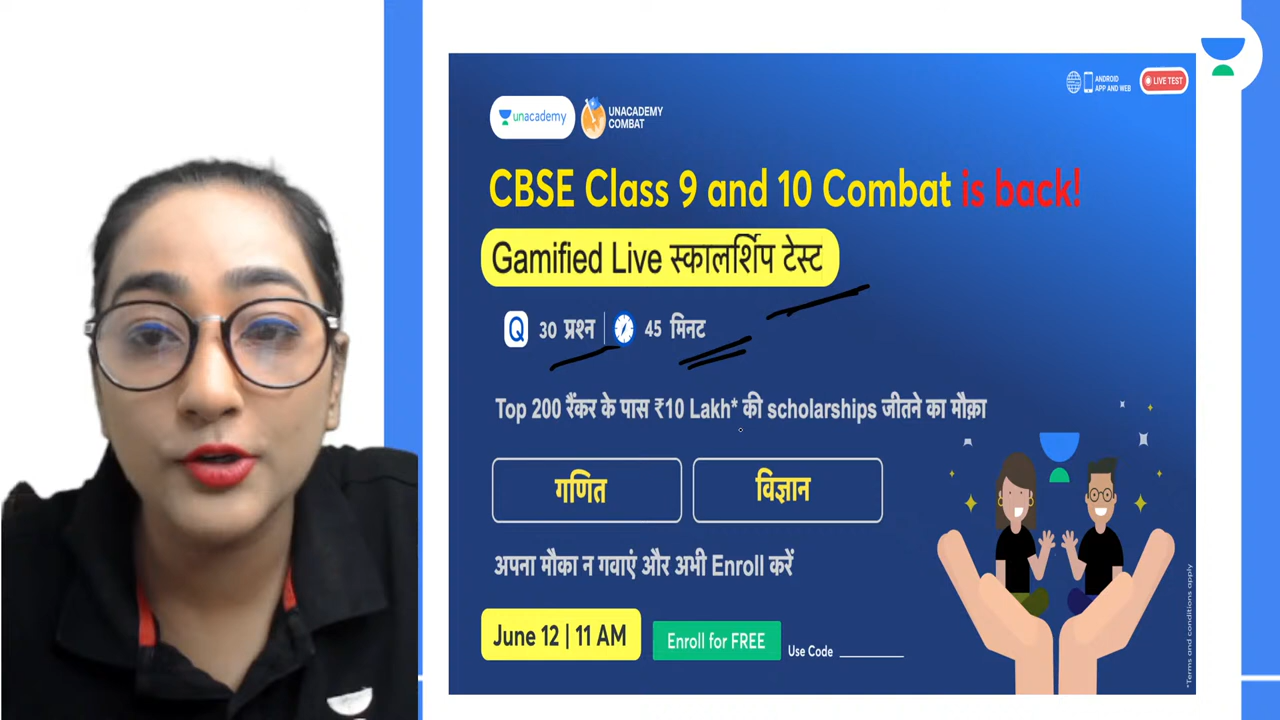 unacademy
UNACADEMY
COMBAT
ANDROID
APP AND WEB
LIVE TEST
CBSE Class 9 and 10 Combat is back!
Gamified Live स्कालर्शिप टेस्ट
Q 30 प्रश्न | 45 मिनट
Top 200 रैंकर के पास ₹10 Lakh* की scholarships जीतने का मौक़ा
गणित
विज्ञान
अपना मौका न गवाएं और अभी Enroll करें
June 12 | 11 AM
Enroll for FREE
Use Code ________
*Terms and conditions apply